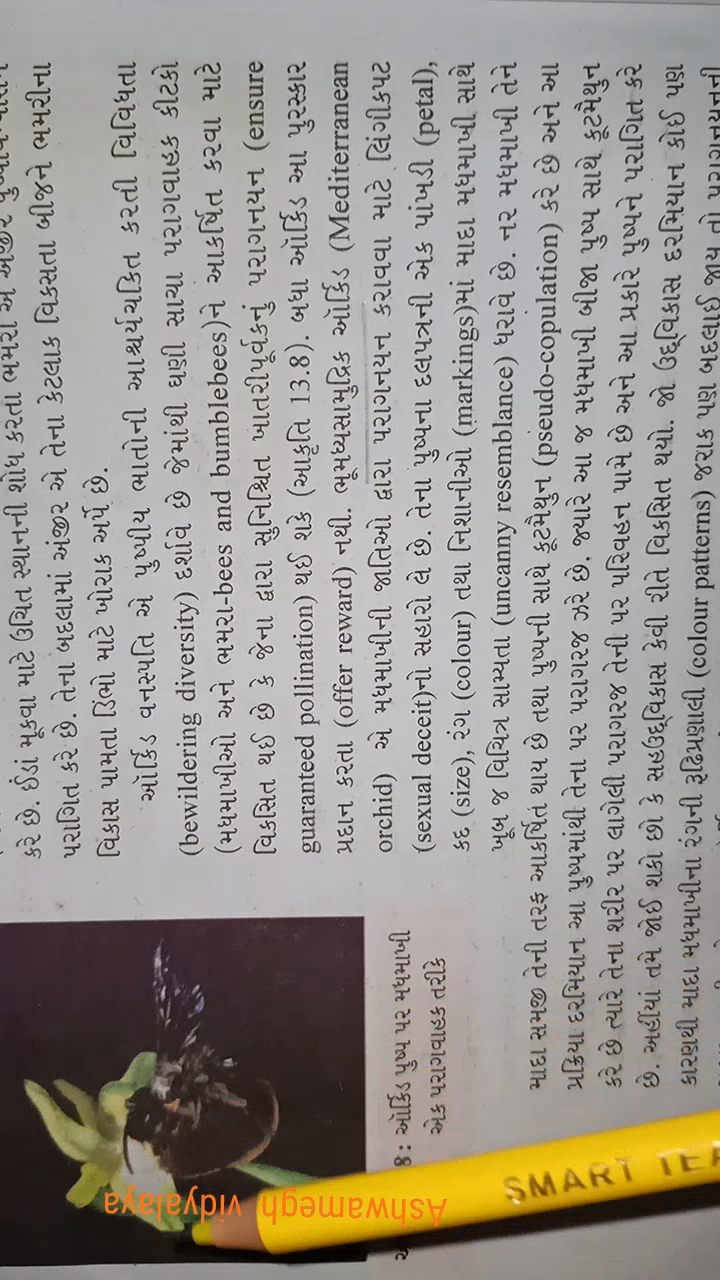 કરે છે. ઈંડાં મૂકવા માટે ઉચિત સ્થાનની શોધ કરતા ભમરા એ અંજીર
પરાગિત કરે છે. તેના બદલામાં અંજીર એ તેના કેટલાક વિકસતા બીજને ભમરીના
વિકાસ પામતા ડિંભો માટે ખોરાક અર્પે છે.
ઓર્કિડ વનસ્પતિ એ પુષ્પીય ભાતોની આશ્ચર્યચકિત કરતી વિવિધતા
(bewildering diversity) દર્શાવે છે જેમાંથી ઘણી સાચા પરાગવાહક કીટકો
(મધમાખીઓ અને ભમરા-bees and bumblebees)ને આકર્ષિત કરવા માટે
વિકસિત થઈ છે કે જેના દ્વારા સુનિશ્ચિત ખાતરીપૂર્વકનું પરાગનયન (ensure
guaranteed pollination) થઈ શકે (આકૃતિ 13.8). બધા ઓર્કિડ આ પુરસ્કાર
પ્રદાન કરતા (offer reward) નથી. ભૂમધ્યસામુદ્રિક ઓર્કિડ (Mediterranean
orchid) એ મધમાખીની જાતિઓ દ્વારા પરાગનયન કરાવવા માટે લિંગીકપટ
(sexual deceit)નો સહારો લે છે. તેના પુષ્પના દલપત્રની એક પાંખડી (petal),
કદ (size), રંગ (colour) તથા નિશાનીઓ (markings)માં માદા મધમાખી સાથે
ખૂબ જ વિચિત્ર સામ્યતા (uncanny resemblance) ધરાવે છે. નર મધમાખી તેને
માદા સમજી તેની તરફ આકર્ષિત થાય છે તથા પુષ્પની સાથે કૂટમૈથુન (pseudo-copulation) કરે છે અને આ
પ્રક્રિયા દરમિયાન આ પુષ્પમાંથી તેના પર પરાગરજ ઝરે છે. જ્યારે આ જ મધમાખી બીજા પુષ્પ સાથે કૂટમૈથુન
કરે છે ત્યારે તેના શરીર પર લાગેલી પરાગરજ તેની પર પરિવહન પામે છે અને આ પ્રકારે પુષ્પને પરાગિત કરે
છે. અહીંયાં તમે જોઈ શકો છો કે સહઉદ્વિકાસ કેવી રીતે વિકસિત થયો. જો ઉદ્વિકાસ દરમિયાન કોઈ પણ
કારણથી માદા મધમાખીના રંગની રૂઢિપ્રણાલી (colour patterns) જરાક પણ બદલાઈ જાય તો પરાગનયનની
8 : ઓર્કિડ પુષ્પ પર મધમાખી
એક પરાગવાહક તરીકે
Ashwamegh vidyalaya
SMART TEA